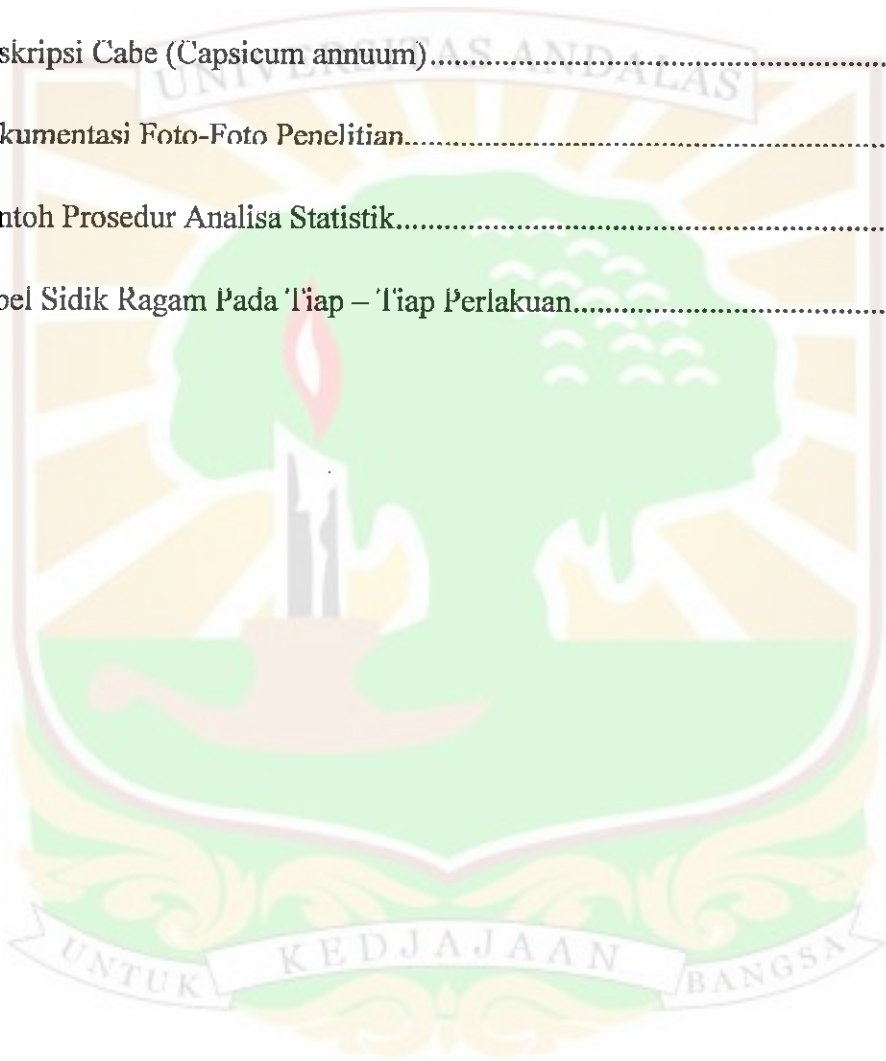 UNIVERSITAS ANDALAS
skripsi Cabe (Capsicum annuum)........................................................
kumentasi Foto-Foto Penelitian...........................................................
ntoh Prosedur Analisa Statistik............................................................
bel Sidik Ragam Pada Tiap – Tiap Perlakuan......................................
UNTUK KEDJAJAAN BANGSA